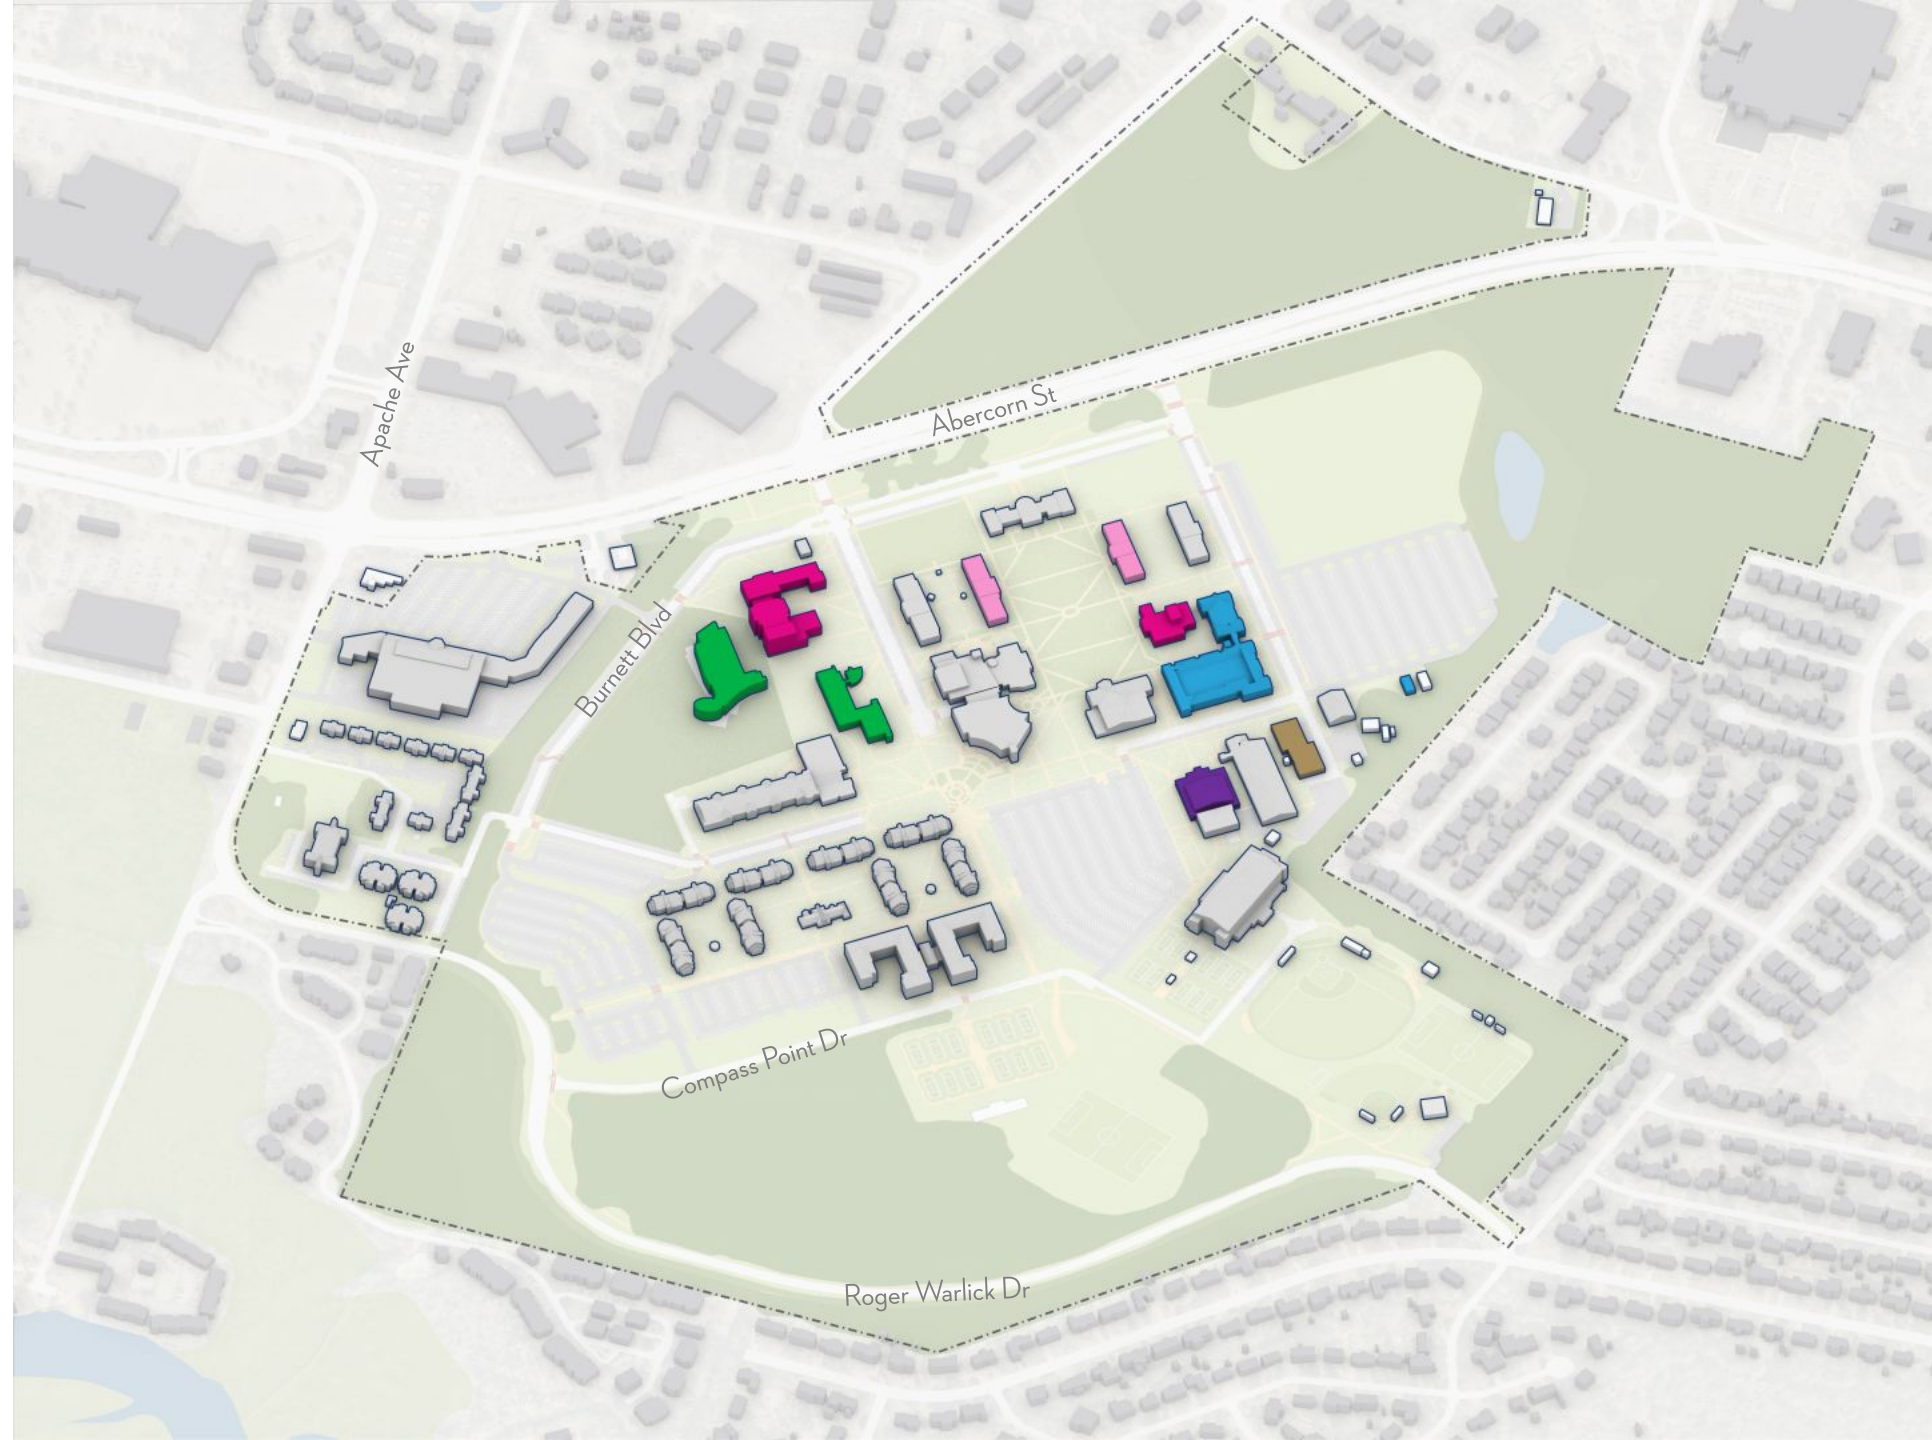 Apache Ave
Abercorn St
Burnett Blvd
Compass Point Dr
Roger Warlick Dr